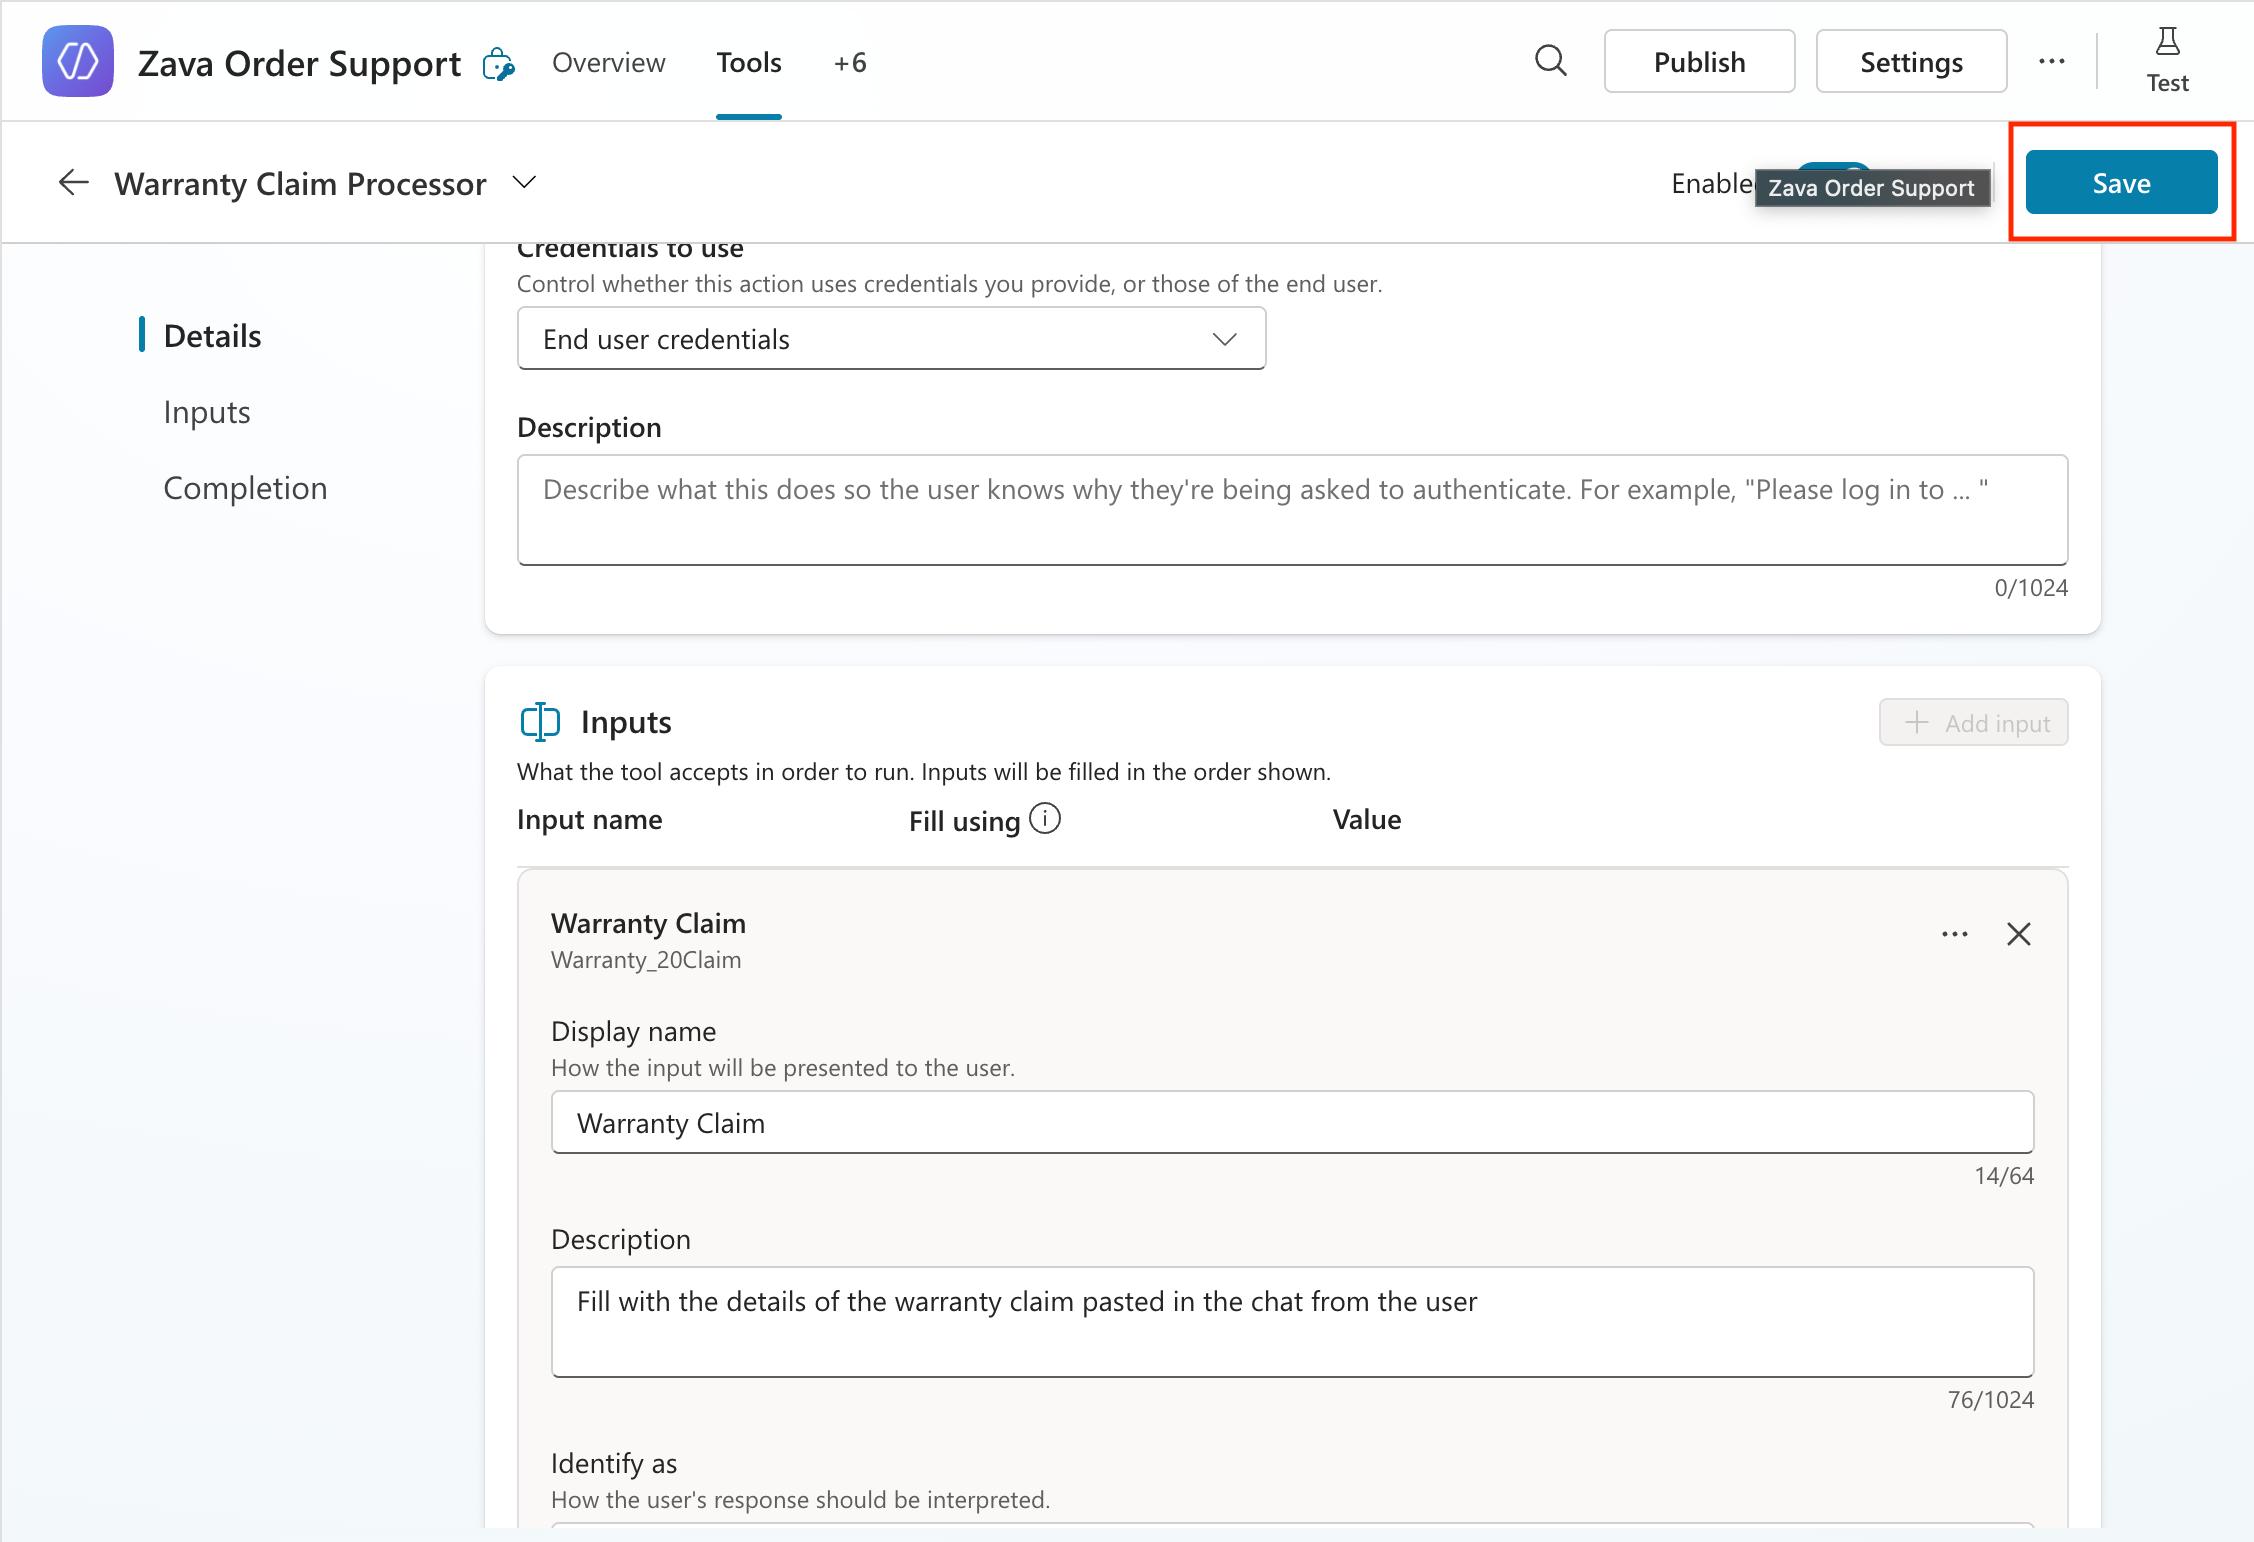 Zava Order Support
Overview
Tools
+6
Publish
Settings
Test
Warranty Claim Processor
Enabled
Zava Order Support
Save
Credentials to use
Control whether this action uses credentials you provide, or those of the end user.
Details
End user credentials
Inputs
Description
Completion
Describe what this does so the user knows why they're being asked to authenticate. For example, "Please log in to ... "
0/1024
Inputs
Add input
What the tool accepts in order to run. Inputs will be filled in the order shown.
Input name
Fill using
Value
Warranty Claim
Warranty_20Claim
Display name
How the input will be presented to the user.
Warranty Claim
14/64
Description
Fill with the details of the warranty claim pasted in the chat from the user
76/1024
Identify as
How the user's response should be interpreted.